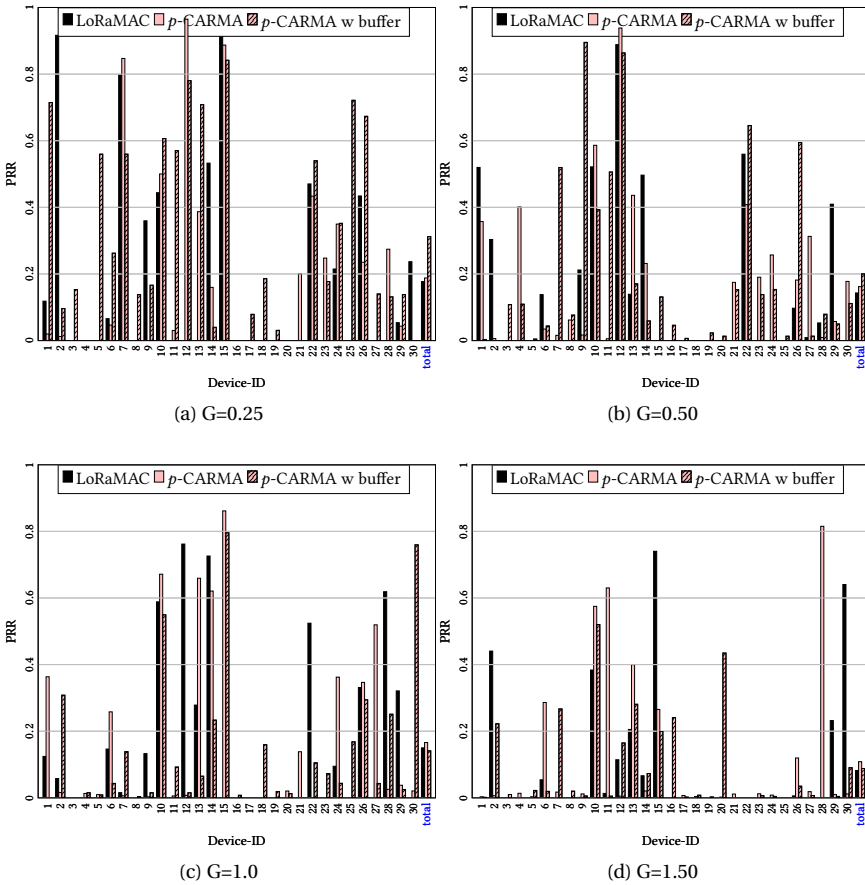 LoRaMAC p-CARMA p-CARMA w buffer
1
0.8
0.6
0.4
0.2
0
PRR
1 2 3 4 5 6 7 8 9 10 11 12 13 14 15 16 17 18 19 20 21 22 23 24 25 26 27 28 29 30 total
Device-ID
(a) G=0.25
LoRaMAC p-CARMA p-CARMA w buffer
1
0.8
0.6
0.4
0.2
0
PRR
1 2 3 4 5 6 7 8 9 10 11 12 13 14 15 16 17 18 19 20 21 22 23 24 25 26 27 28 29 30 total
Device-ID
(b) G=0.50
LoRaMAC p-CARMA p-CARMA w buffer
1
0.8
0.6
0.4
0.2
0
PRR
1 2 3 4 5 6 7 8 9 10 11 12 13 14 15 16 17 18 19 20 21 22 23 24 25 26 27 28 29 30 total
Device-ID
(c) G=1.0
LoRaMAC p-CARMA p-CARMA w buffer
1
0.8
0.6
0.4
0.2
0
PRR
1 2 3 4 5 6 7 8 9 10 11 12 13 14 15 16 17 18 19 20 21 22 23 24 25 26 27 28 29 30 total
Device-ID
(d) G=1.50